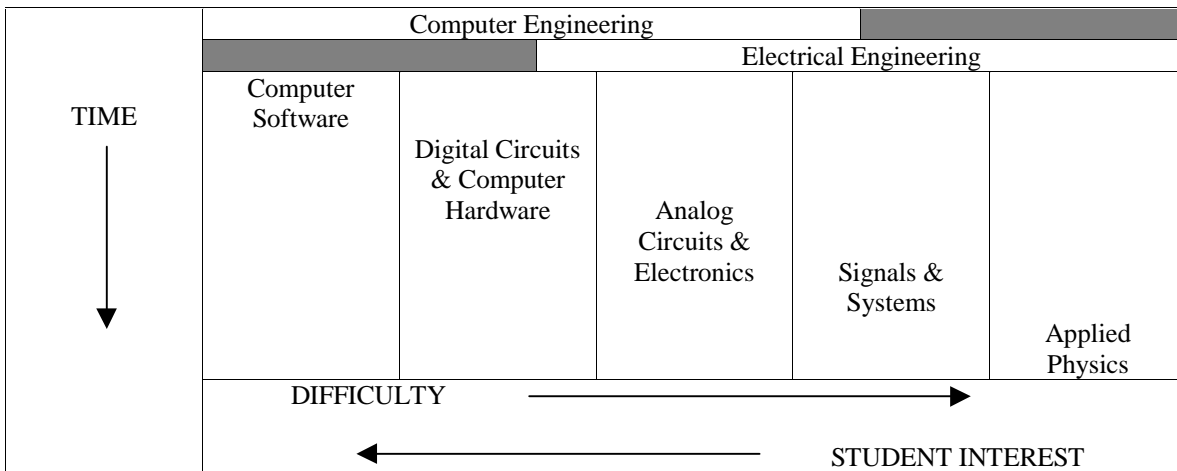 Computer Engineering
Electrical Engineering
TIME
Computer
Software
Digital Circuits
& Computer
Hardware
Analog
Circuits &
Electronics
Signals &
Systems
Applied
Physics
DIFFICULTY
STUDENT INTEREST